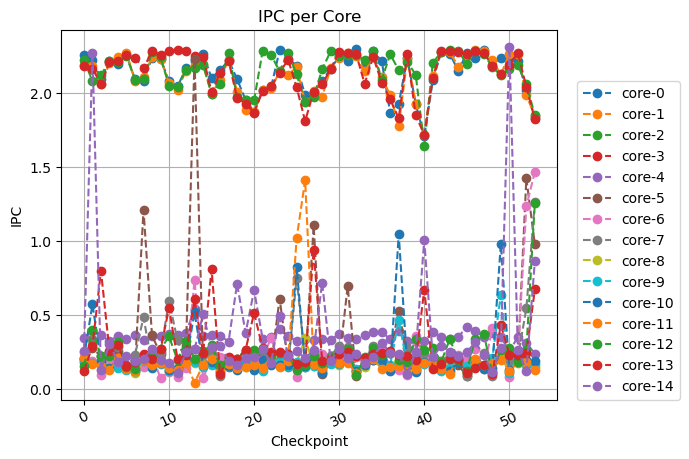 IPC per Core
IPC
2.0
1.5
1.0
0.5
0.0
0
10
20
30
40
50
Checkpoint
core-0
core-1
core-2
core-3
core-4
core-5
core-6
core-7
core-8
core-9
core-10
core-11
core-12
core-13
core-14